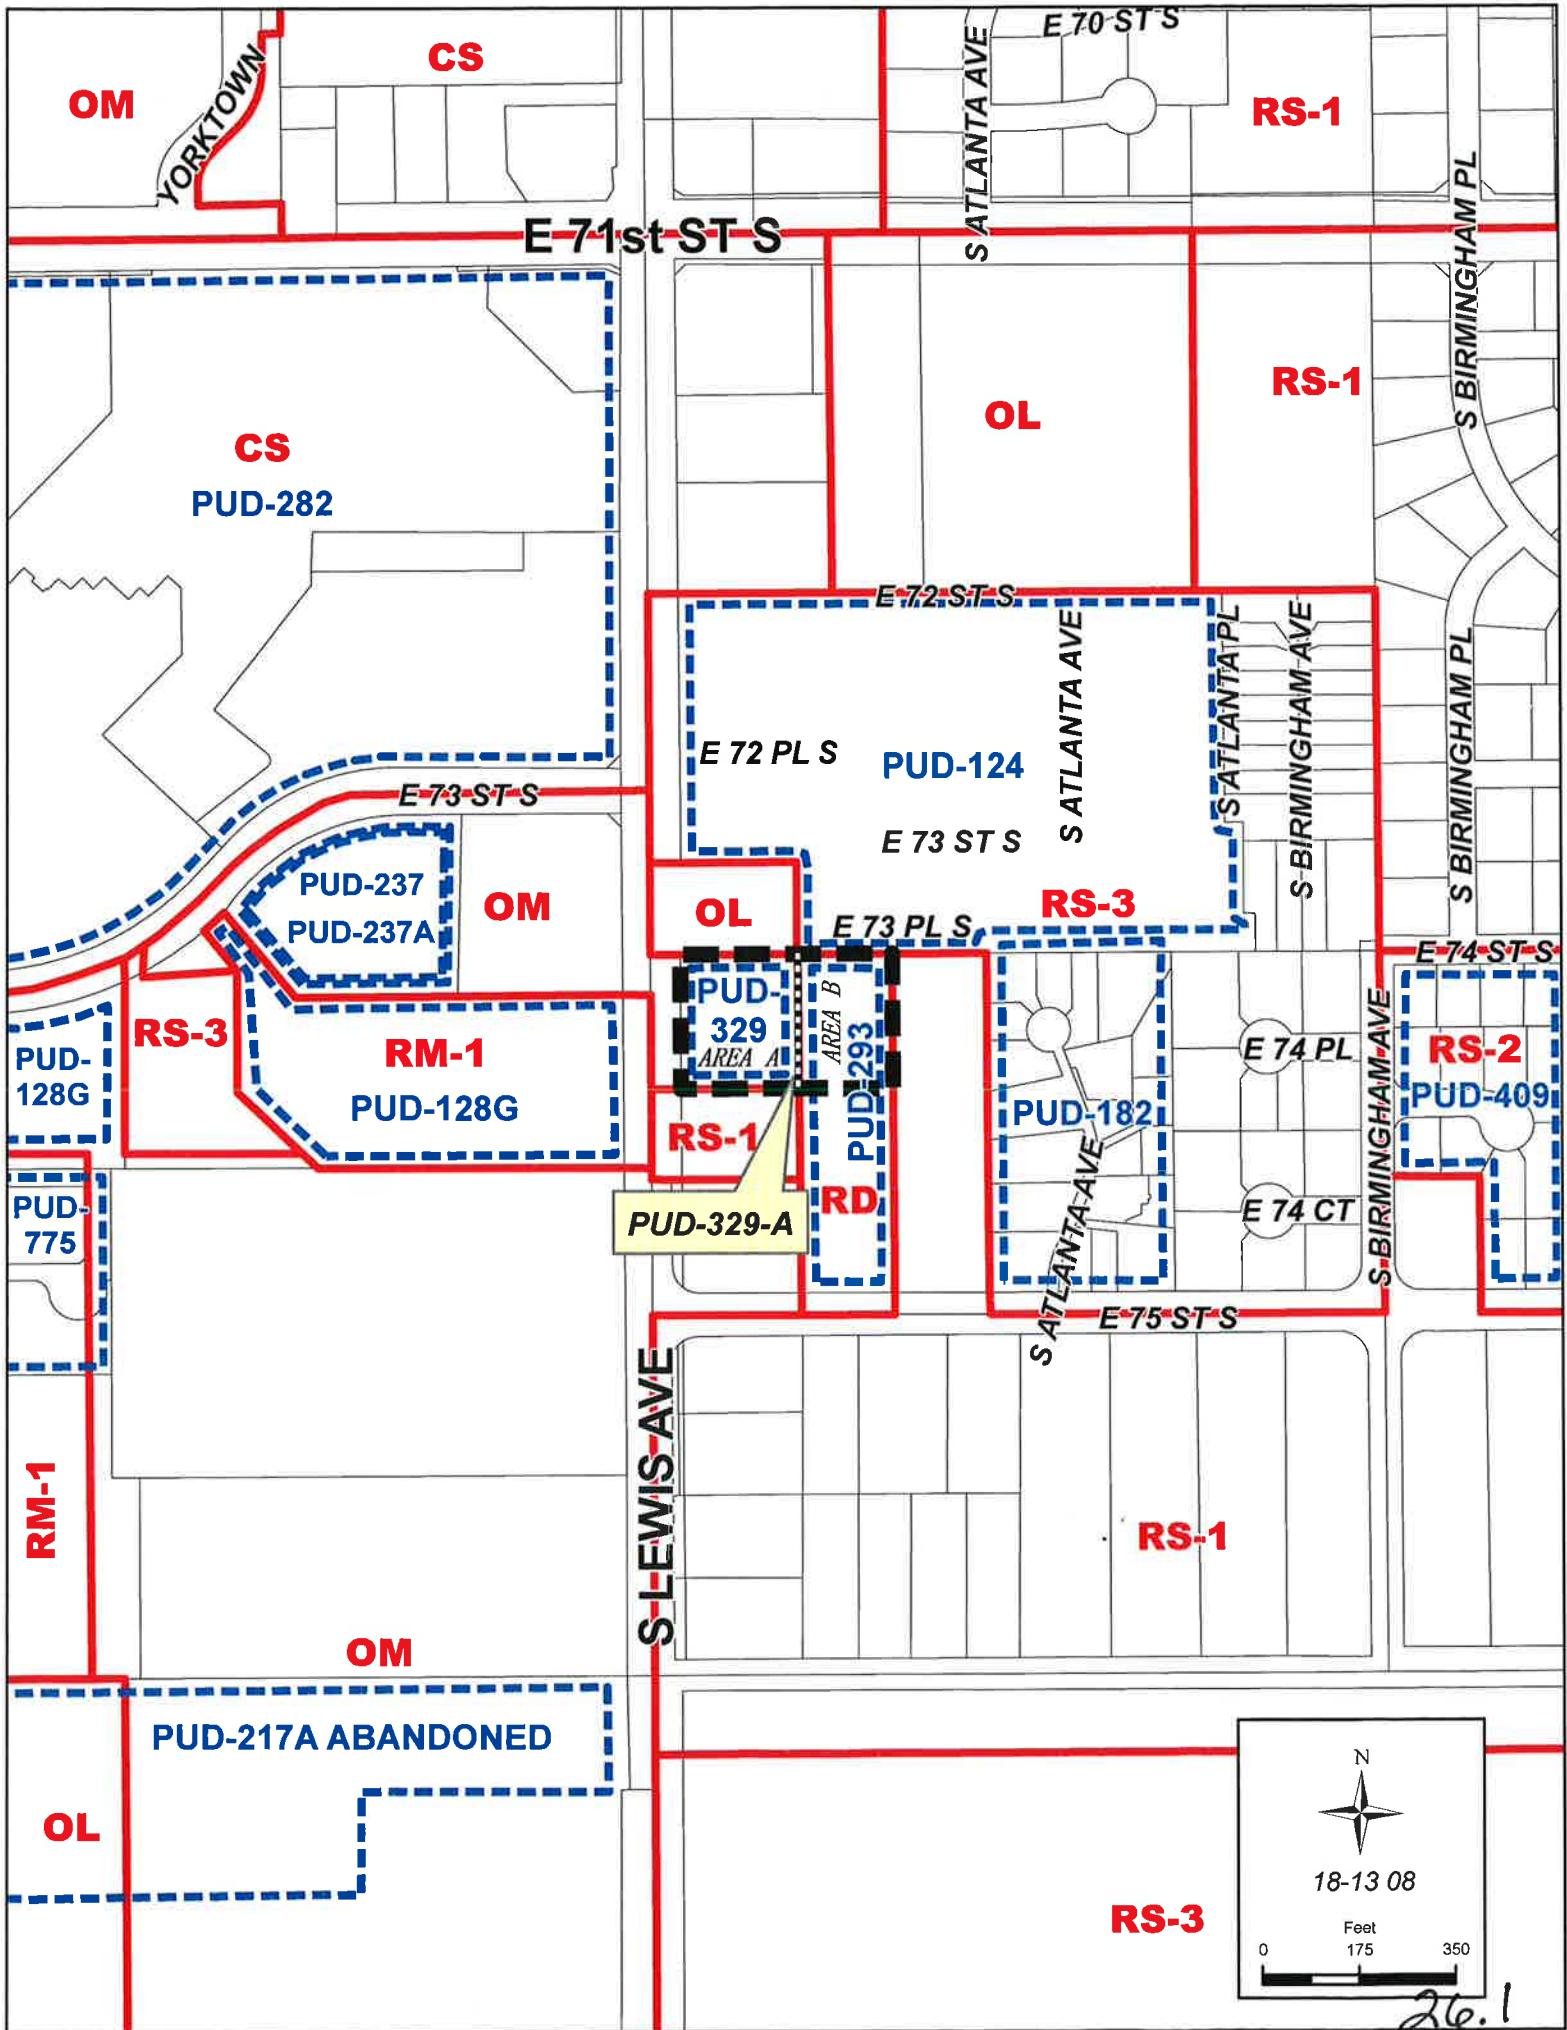 E 70 ST S
CS
OM
YORKTOWN
S ATLANTA AVE
RS-1
S BIRMINGHAM PL
E 71st ST S
RS-1
OL
CS
PUD-282
E 72 ST S
S ATLANTA AVE
S ATLANTA PL
S BIRMINGHAM AVE
S BIRMINGHAM PL
E 72 PL S
PUD-124
E 73 ST S
E 73 ST S
PUD-237
PUD-237A
OM
OL
RS-3
E 73 PL S
E 74 ST S
PUD-
329
AREA A
AREA B
PUD-293
RS-3
RM-1
PUD-128G
PUD-
128G
E 74 PL
S BIRMINGHAM AVE
RS-2
PUD-409
PUD-182
RS-1
RD
PUD-329-A
PUD-
775
S ATLANTA AVE
E 74 CT
E 75 ST S
S LEWIS AVE
RM-1
RS-1
OM
PUD-217A ABANDONED
OL
RS-3
N
18-13 08
Feet
0 175 350
26.1